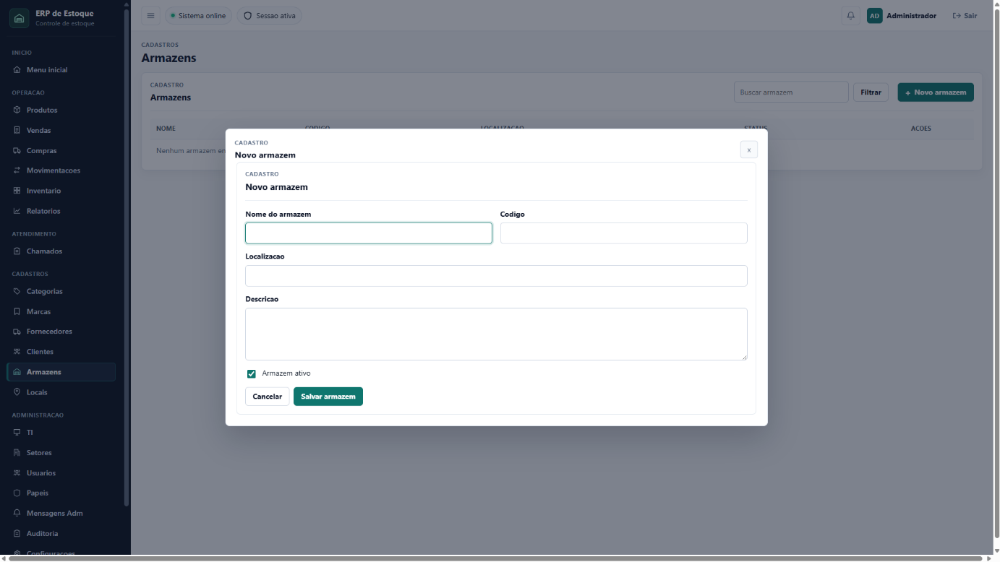 ERP de Estoque
Controle de estoque
INICIO
Menu inicial
OPERACAO
Produtos
Vendas
Compras
Movimentacoes
Inventario
Relatorios
ATENDIMENTO
Chamados
CADASTROS
Categorias
Marcas
Fornecedores
Clientes
Armazens
Locais
ADMINISTRACAO
TI
Setores
Usuarios
Papeis
Mensagens Adm
Auditoria
Configuracoes
Sistema online
Sessao ativa
AD
Administrador
Sair
CADASTROS
Armazens
CADASTRO
Armazens
Buscar armazem
Filtrar
+ Novo armazem
NOME CODIGO LOCALIZACAO STATUS ACOES
Nenhum armazem en
CADASTRO
Novo armazem
x
CADASTRO
Novo armazem
Nome do armazem
Codigo
Localizacao
Descricao
Armazem ativo
Cancelar
Salvar armazem